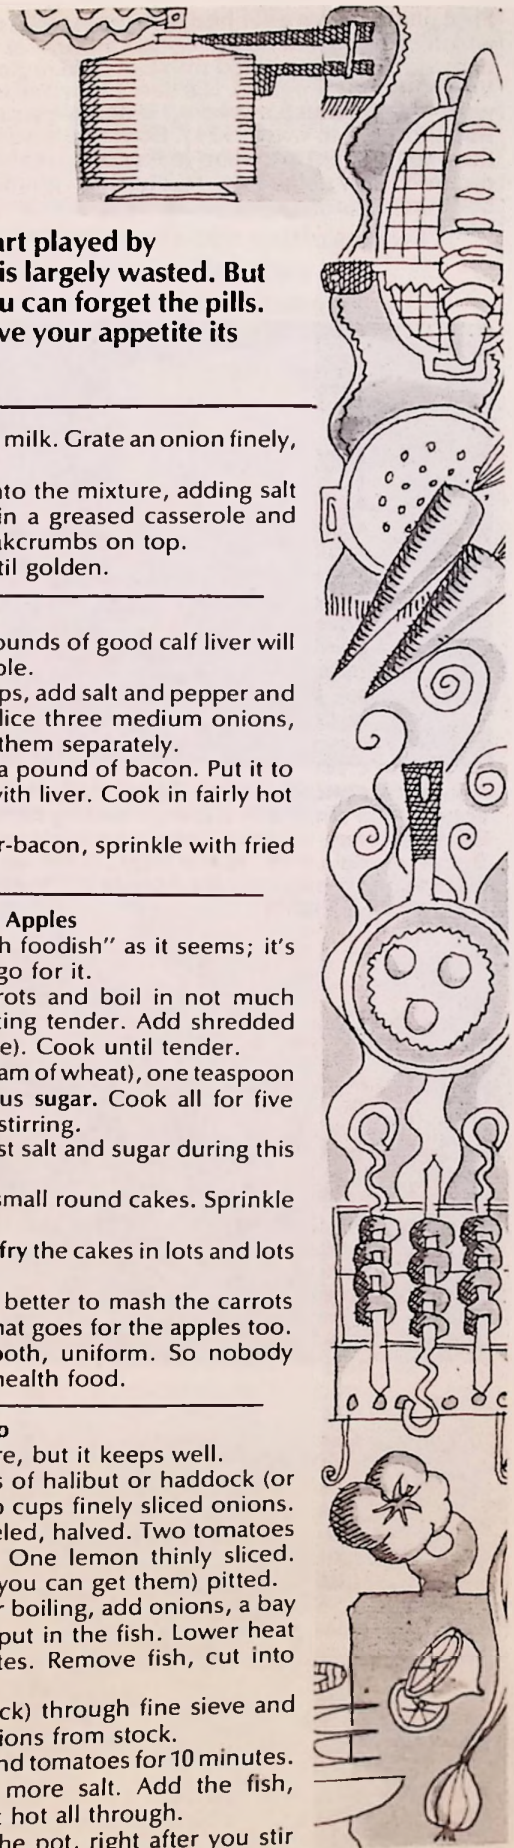 art played by
is largely wasted. But
u can forget the pills.
ve your appetite its
milk. Grate an onion finely,
nto the mixture, adding salt
in a greased casserole and
akcrumbs on top.
til golden.
ounds of good calf liver will
ple.
ps, add salt and pepper and
lice three medium onions,
them separately.
a pound of bacon. Put it to
with liver. Cook in fairly hot
r-bacon, sprinkle with fried
Apples
h foodish" as it seems; it's
go for it.
rots and boil in not much
ting tender. Add shredded
e). Cook until tender.
am of wheat), one teaspoon
us sugar. Cook all for five
stirring.
st salt and sugar during this
small round cakes. Sprinkle
fry the cakes in lots and lots
better to mash the carrots
hat goes for the apples too.
ooth, uniform. So nobody
health food.
p
re, but it keeps well.
s of halibut or haddock (or
o cups finely sliced onions.
eled, halved. Two tomatoes
One lemon thinly sliced.
you can get them) pitted.
r boiling, add onions, a bay
put in the fish. Lower heat
tes. Remove fish, cut into
ck) through fine sieve and
ions from stock.
nd tomatoes for 10 minutes.
more salt. Add the fish,
t hot all through.
he pot, right after you stir